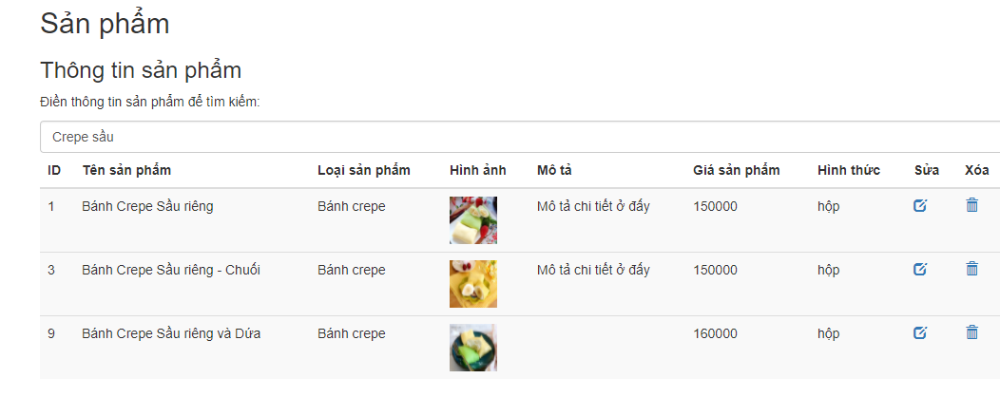 Sản phẩm
Thông tin sản phẩm
Điền thông tin sản phẩm để tìm kiếm:
Crepe sầu
ID Tên sản phẩm Loại sản phẩm Hình ảnh Mô tả Giá sản phẩm Hình thức Sửa Xóa
1 Bánh Crepe Sầu riêng Bánh crepe Mô tả chi tiết ở đấy 150000 hộp
3 Bánh Crepe Sầu riêng - Chuối Bánh crepe Mô tả chi tiết ở đấy 150000 hộp
9 Bánh Crepe Sầu riêng và Dứa Bánh crepe 160000 hộp